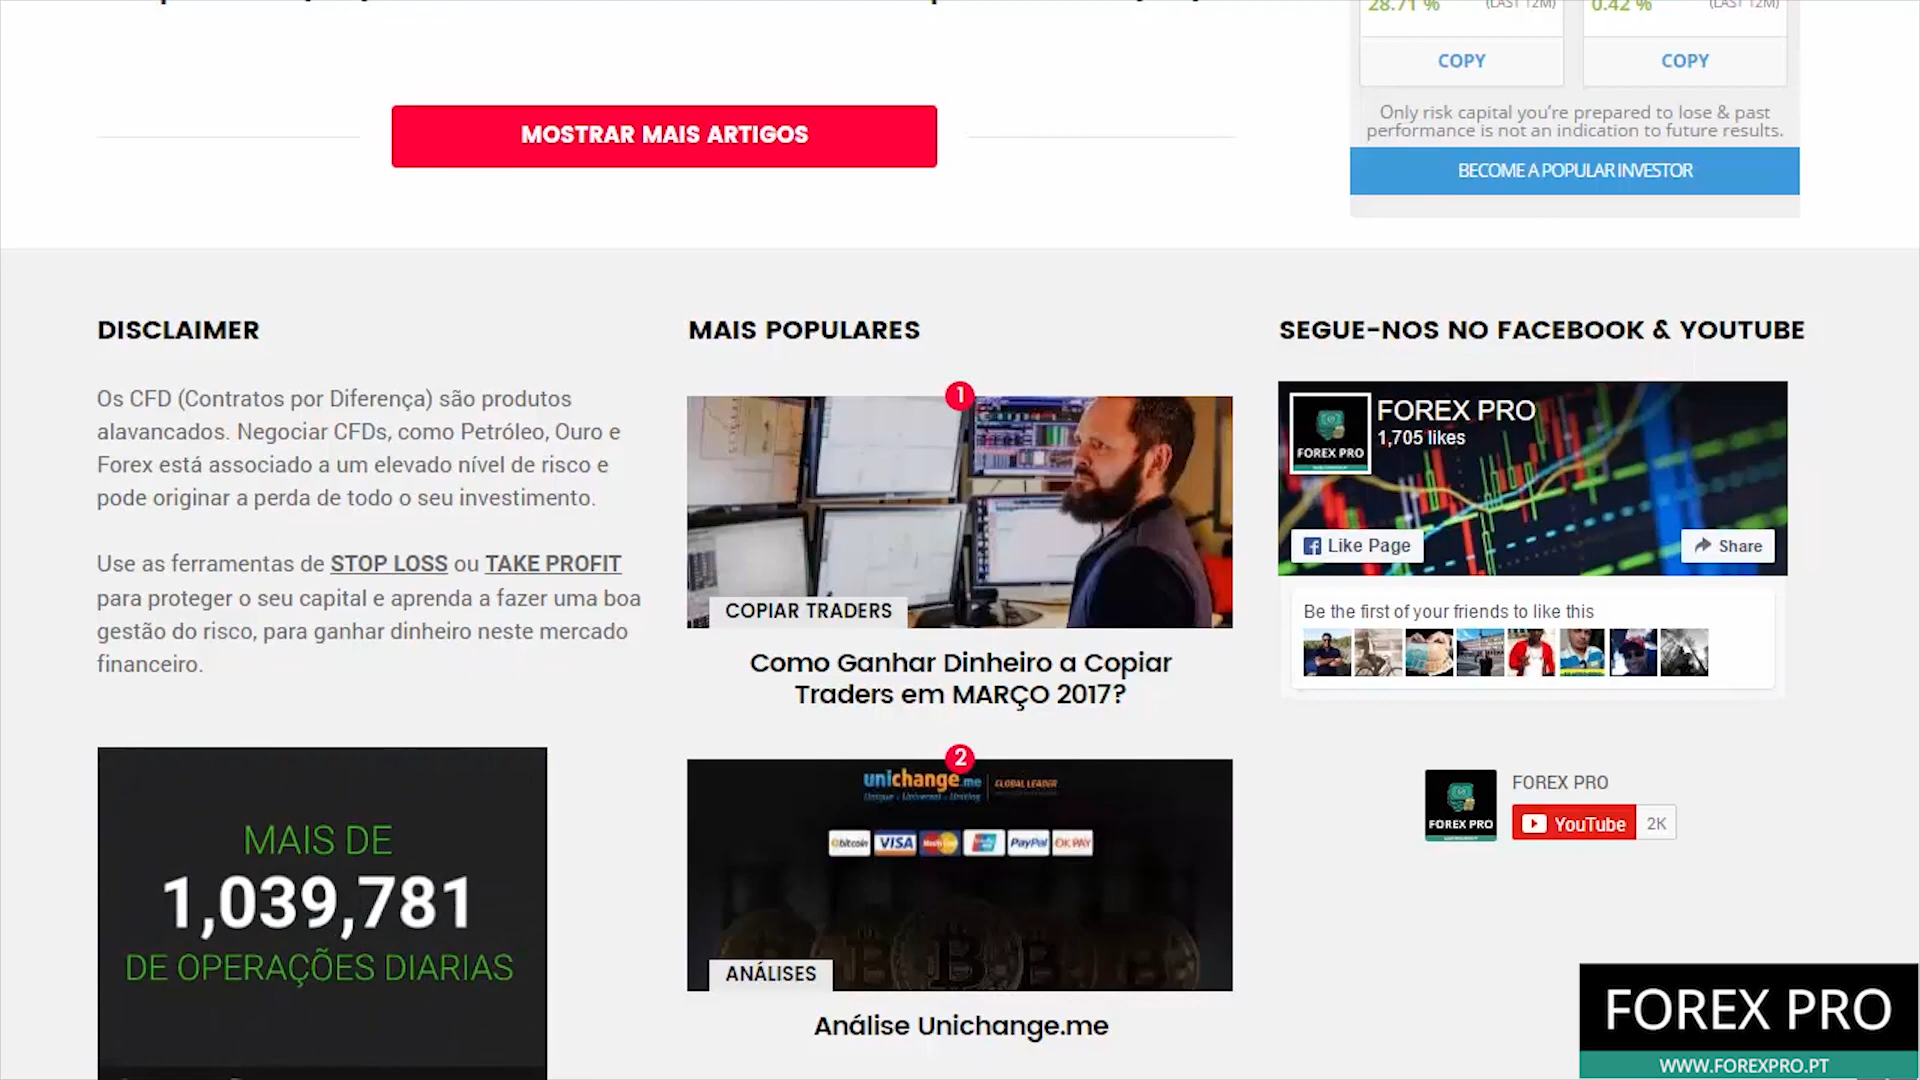 28.71 %
(LAST 12M)
0.42 %
(LAST 12M)
COPY
COPY
Only risk capital you're prepared to lose & past
performance is not an indication to future results.
BECOME A POPULAR INVESTOR
MOSTRAR MAIS ARTIGOS
DISCLAIMER
Os CFD (Contratos por Diferença) são produtos
alavancados. Negociar CFDs, como Petróleo, Ouro e
Forex está associado a um elevado nível de risco e
pode originar a perda de todo o seu investimento.
Use as ferramentas de STOP LOSS ou TAKE PROFIT
para proteger o seu capital e aprenda a fazer uma boa
gestão do risco, para ganhar dinheiro neste mercado
financeiro.
MAIS DE
1,039,781
DE OPERAÇÕES DIARIAS
MAIS POPULARES
1
COPIAR TRADERS
Como Ganhar Dinheiro a Copiar
Traders em MARÇO 2017?
2
unichange.me
GLOBAL LEADER
Unique - Universal - Uniting
bitcoin
VISA
MasterCard
PayPal
OKPAY
ANÁLISES
Análise Unichange.me
SEGUE-NOS NO FACEBOOK & YOUTUBE
FOREX PRO
FOREX PRO
1,705 likes
Like Page
Share
Be the first of your friends to like this
FOREX PRO
FOREX PRO
YouTube
2K
FOREX PRO
WWW.FOREXPRO.PT